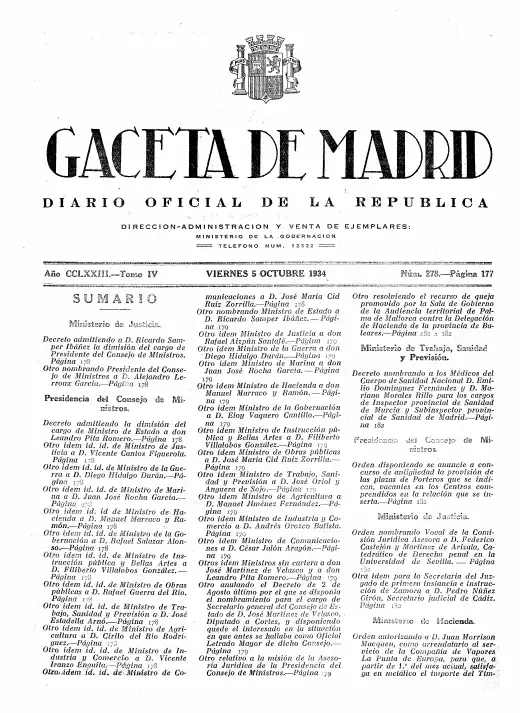 GACETA DE MADRID
DIARIO OFICIAL DE LA REPUBLICA
DIRECCION-ADMINISTRACION Y VENTA DE EJEMPLARES:
MINISTERIO DE LA GOBERNACION
TELEFONO NUM. 12322
Año CCLXXIII.—Tomo IV
VIERNES 5 OCTUBRE 1934
Núm. 278.—Página 177
SUMARIO
Ministerio de Justicia.
Decreto admitiendo a D. Ricardo Sam-
per Ibáñez la dimisión del cargo de
Presidente del Consejo de Ministros.
Página 178
Otro nombrando Presidente del Conse-
jo de Ministros a D. Alejandro Le-
rroux García.—Página 178
Presidencia del Consejo de Mi-
nistros.
Decreto admitiendo la dimisión del
cargo de Ministro de Estado a don
Leandro Pita Romero.—Página 178
Otro idem id. id. de Ministro de Jus-
ticia a D. Vicente Cantos Figuerola.
Página 178
Otro idem id. id. de Ministro de la Gue-
rra a D. Diego Hidalgo Durán.—Pá-
gina 178
Otro idem id. id. de Ministro de Mari-
na a D. Juan José Rocha García.—
Página 178
Otro idem id. id. de Ministro de Ha-
cienda a D. Manuel Marraco y Ra-
món.—Página 178
Otro idem id. id. de Ministro de la Go-
bernación a D. Rafael Salazar Alon-
so.—Página 178
Otro idem id. id. de Ministro de Ins-
trucción pública y Bellas Artes a
D. Filiberto Villalobos González.—
Página 178
Otro idem id. id. de Ministro de Obras
públicas a D. Rafael Guerra del Río.
Página 178
Otro idem id. id. de Ministro de Tra-
bajo, Sanidad y Previsión a D. José
Estadella Arnó.—Página 178
Otro idem id. id. de Ministro de Agri-
cultura a D. Cirilo del Río Rodrí-
guez.—Página 178
Otro idem id. id. de Ministro de In-
dustria y Comercio a D. Vicente
Iranzo Enguita.—Página 178
Otro idem id. id. de Ministro de Co-
municaciones a D. José María Cid
Ruiz Zorrilla.—Página 178
Otro nombrando Ministro de Estado a
D. Ricardo Samper Ibáñez.—Pági-
na 179
Otro idem Ministro de Justicia a don
Rafael Aizpún Santafé.—Página 179
Otro idem Ministro de la Guerra a don
Diego Hidalgo Durán.—Página 179
Otro idem Ministro de Marina a don
Juan José Rocha García.—Página
179
Otro idem Ministro de Hacienda a don
Manuel Marraco y Ramón.—Pági-
na 179
Otro idem Ministro de la Gobernación
a D. Eloy Vaquero Cantillo.—Pági-
na 179
Otro idem Ministro de Instrucción pú-
blica y Bellas Artes a D. Filiberto
Villalobos González.—Página 179
Otro idem Ministro de Obras públicas
a D. José María Cid Ruiz Zorrilla.—
Página 179
Otro idem Ministro de Trabajo, Sani-
dad y Previsión a D. José Oriol y
Anguera de Sojo.—Página 179
Otro idem Ministro de Agricultura a
D. Manuel Jiménez Fernández.—Pá-
gina 179
Otro idem Ministro de Industria y Co-
mercio a D. Andrés Orozco Batista.
Página 179
Otro idem Ministro de Comunicacio-
nes a D. César Jalón Aragón.—Pági-
na 179
Otros idem Ministros sin cartera a don
José Martínez de Velasco y a don
Leandro Pita Romero.—Página 179
Otro anulando el Decreto de 2 de
Agosto último por el que se disponía
el nombramiento para el cargo de
Secretario general del Consejo de Es-
tado de D. José Martínez de Velasco,
Diputado a Cortes, y disponiendo
quede el interesado en la situación
en que antes se hallaba como Oficial
Letrado Mayor de dicho Consejo.—
Página 179
Otro relativo a la misión de la Aseso-
ría Jurídica de la Presidencia del
Consejo de Ministros.—Página 179
Otro resolviendo el recurso de queja
promovido por la Sala de Gobierno
de la Audiencia territorial de Pal-
ma de Mallorca contra la Delegación
de Hacienda de la provincia de Ba-
leares.—Página 181 a 182
Ministerio de Trabajo, Sanidad
y Previsión.
Decreto nombrando a los Médicos del
Cuerpo de Sanidad Nacional D. Emi-
lio Domínguez Fernández y D. Ma-
riano Morales Rillo para los cargos
de Inspector provincial de Sanidad
de Murcia y Subinspector provin-
cial de Sanidad de Madrid.—Pági-
na 182
Presidencia del Consejo de Mi-
nistros.
Orden disponiendo se anuncie a con-
curso de antigüedad la provisión de
las plazas de Porteros que se indi-
can, vacantes en los Centros com-
prendidos en la relación que se in-
serta.—Página 182
Ministerio de Justicia.
Orden nombrando Vocal de la Comi-
sión Jurídica Asesora a D. Federico
Castejón y Martínez de Arizala, Ca-
tedrático de Derecho penal en la
Universidad de Sevilla.—Página
182
Otra idem para la Secretaría del Juz-
gado de primera instancia e instruc-
ción de Zamora a D. Pedro Núñez
Girón, Secretario judicial de Cádiz.
Página 182
Ministerio de Hacienda.
Orden autorizando a D. Juan Morrison
Macqueen, como arrendatario al ser-
vicio de la Compañía de Vapores
La Punta de Europa, para que, a
partir de 1.º del mes actual, satisfa-
ga en metálico el importe del Tim-